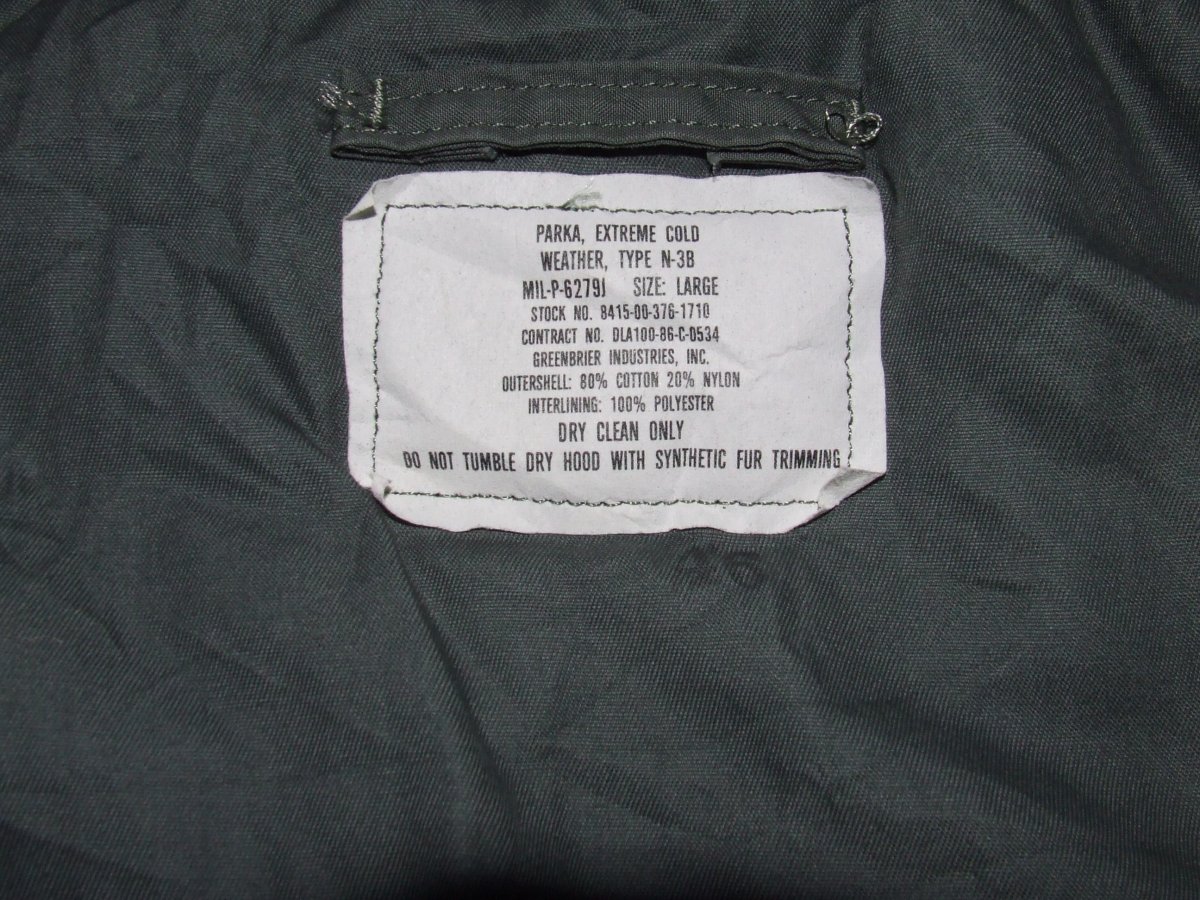 PARKA, EXTREME COLD
WEATHER, TYPE N-3B
MIL-P-6279J SIZE: LARGE
STOCK NO. 8415-00-376-1710
CONTRACT NO. DLA100-86-C-0534
GREENBRIER INDUSTRIES, INC.
OUTERSHELL: 80% COTTON 20% NYLON
INTERLINING: 100% POLYESTER
DRY CLEAN ONLY
DO NOT TUMBLE DRY HOOD WITH SYNTHETIC FUR TRIMMING